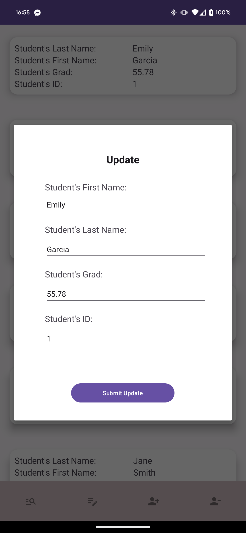 16:55
100%
Student's Last Name: Emily
Student's First Name: Garcia
Student's Grad: 55.78
Student's ID: 1
Update
Student's First Name:
Emily
Student's Last Name:
Garcia
Student's Grad:
55.78
Student's ID:
1
Submit Update
Student's Last Name: Jane
Student's First Name: Smith